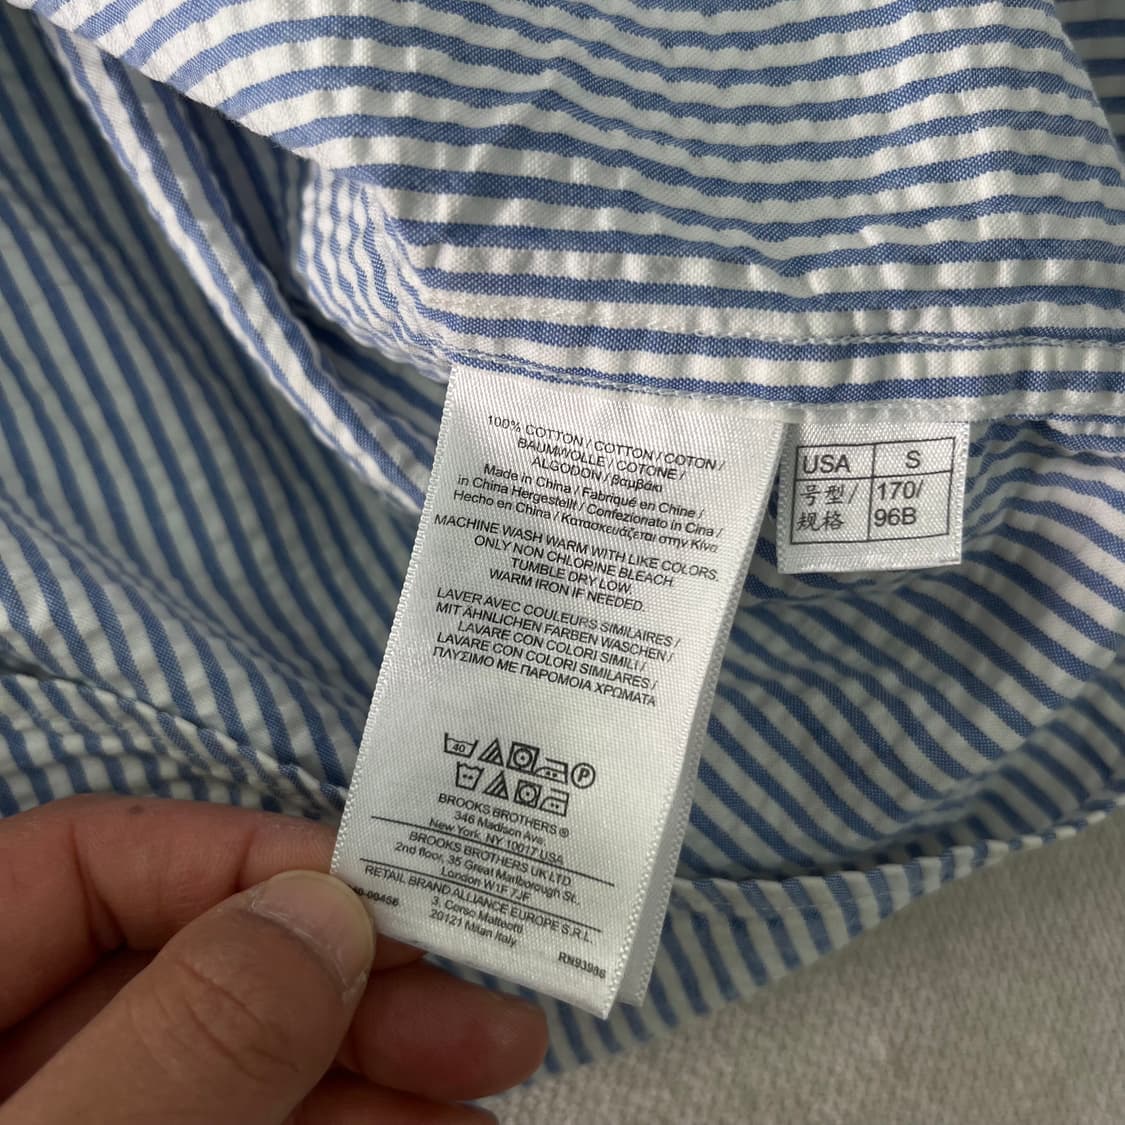 100% COTTON / COTTON / COTON /
BAUMWOLLE / COTONE /
ALGODON / βαμβάκι
Made in China / Fabriqué en Chine /
in China Hergestellt / Confezionato in Cina /
Hecho en China / Κατασκευάζεται στην Κίνα
MACHINE WASH WARM WITH LIKE COLORS.
ONLY NON CHLORINE BLEACH
TUMBLE DRY LOW.
WARM IRON IF NEEDED.
LAVER AVEC COULEURS SIMILAIRES /
MIT ÄHNLICHEN FARBEN WASCHEN /
LAVARE CON COLORI SIMILI /
LAVARE CON COLORI SIMILARES /
ΠΛΥΣΙΜΟ ΜΕ ΠΑΡΟΜΟΙΑ ΧΡΩΜΑΤΑ
40 P
BROOKS BROTHERS ®
346 Madison Ave.
New York, NY 10017 USA
BROOKS BROTHERS UK LTD.
2nd floor, 35 Great Marlborough St.,
London W1F 7JF
RETAIL BRAND ALLIANCE EUROPE S.R.L.
3, Corso Matteotti
20121 Milan Italy
RN93986
USA S
号型/ 170/
规格 96B